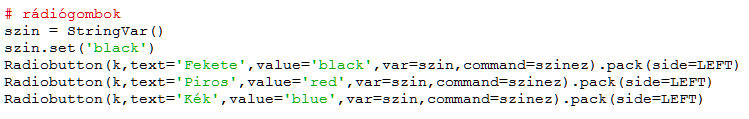 # rádiógombok
szin = StringVar()
szin.set('black')
Radiobutton(k,text='Fekete',value='black',var=szin,command=szinez).pack(side=LEFT)
Radiobutton(k,text='Piros',value='red',var=szin,command=szinez).pack(side=LEFT)
Radiobutton(k,text='Kék',value='blue',var=szin,command=szinez).pack(side=LEFT)